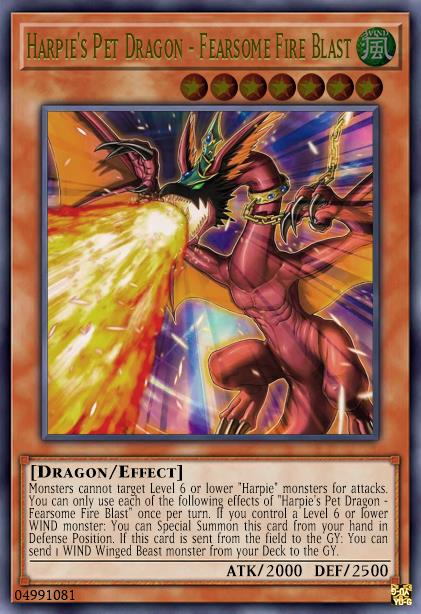 Harpie's Pet Dragon - Fearsome Fire Blast
WIND
風
[Dragon/Effect]
Monsters cannot target Level 6 or lower "Harpie" monsters for attacks.
You can only use each of the following effects of "Harpie's Pet Dragon -
Fearsome Fire Blast" once per turn. If you control a Level 6 or lower
WIND monster: You can Special Summon this card from your hand in
Defense Position. If this card is sent from the field to the GY: You can
send 1 WIND Winged Beast monster from your Deck to the GY.
ATK/2000 DEF/2500
04991081